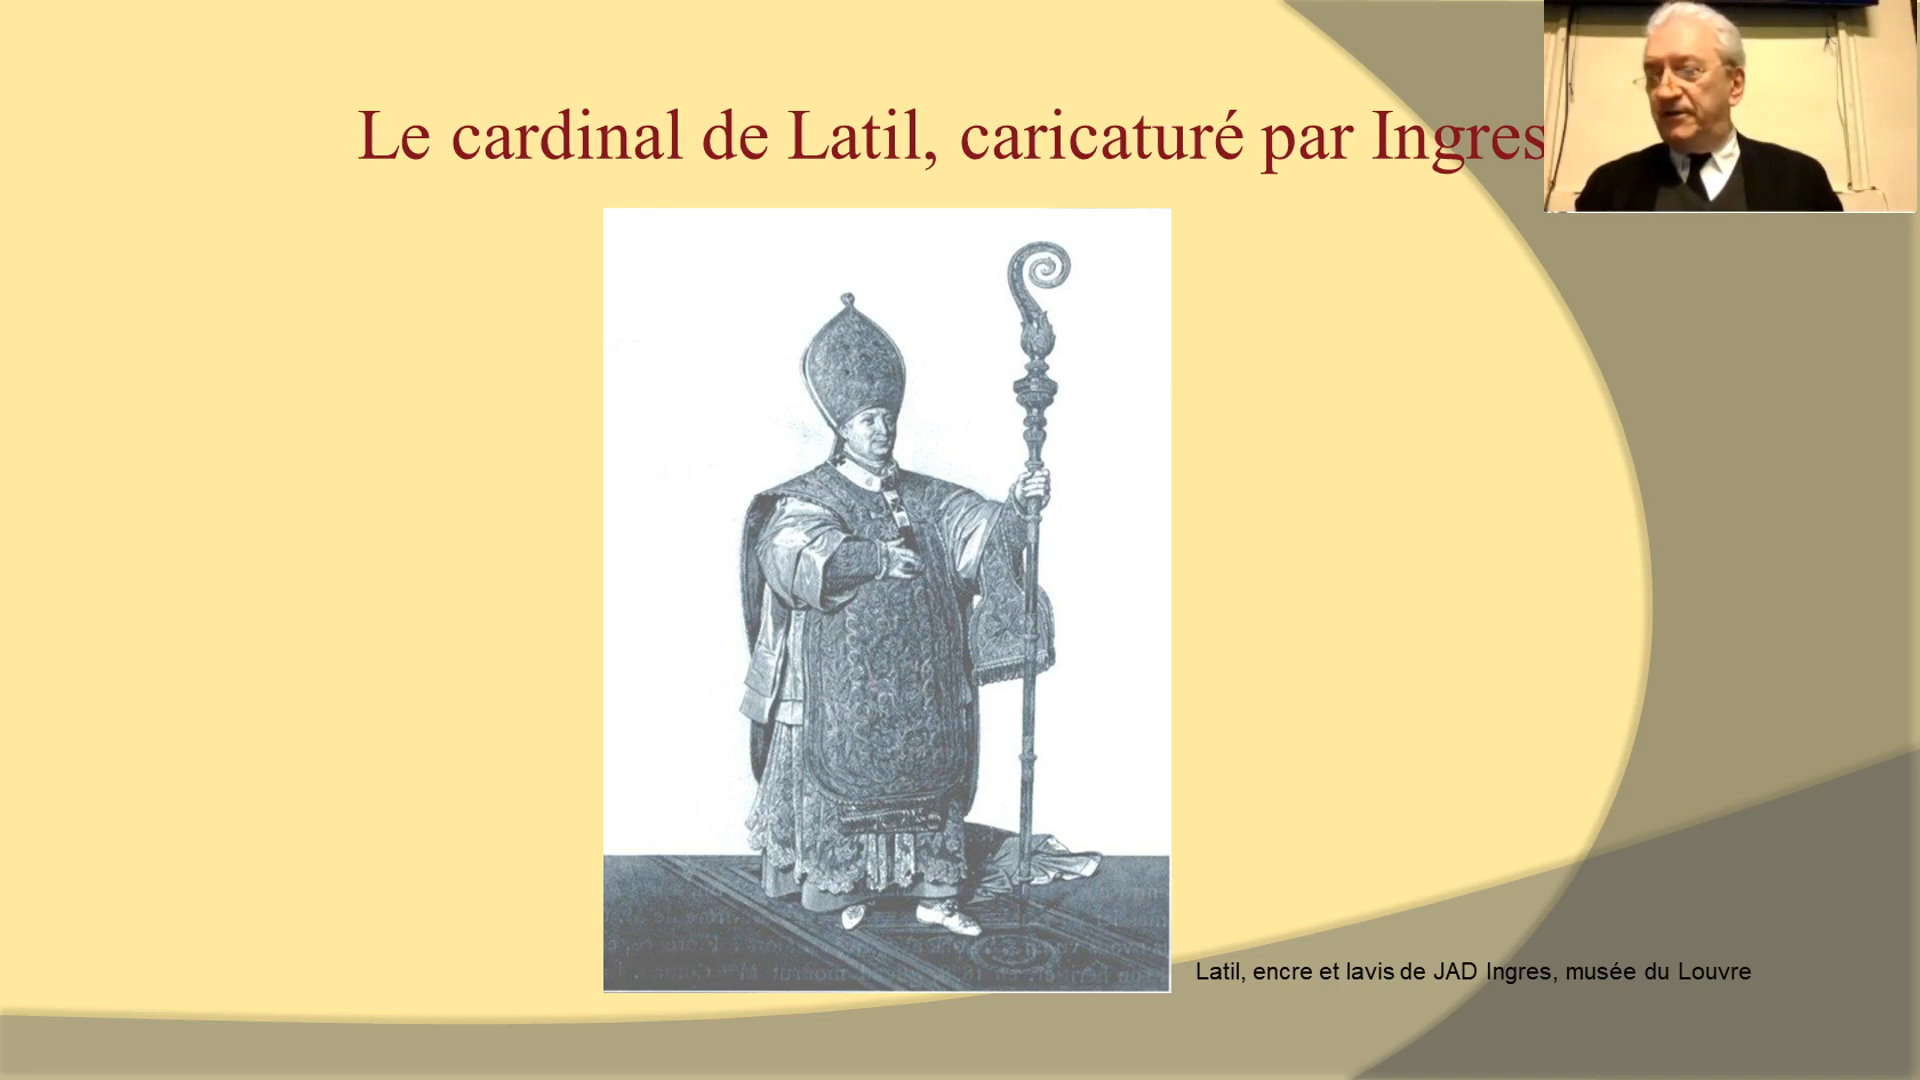 Le cardinal de Latil, caricaturé par Ingres
Latil, encre et lavis de JAD Ingres, musée du Louvre